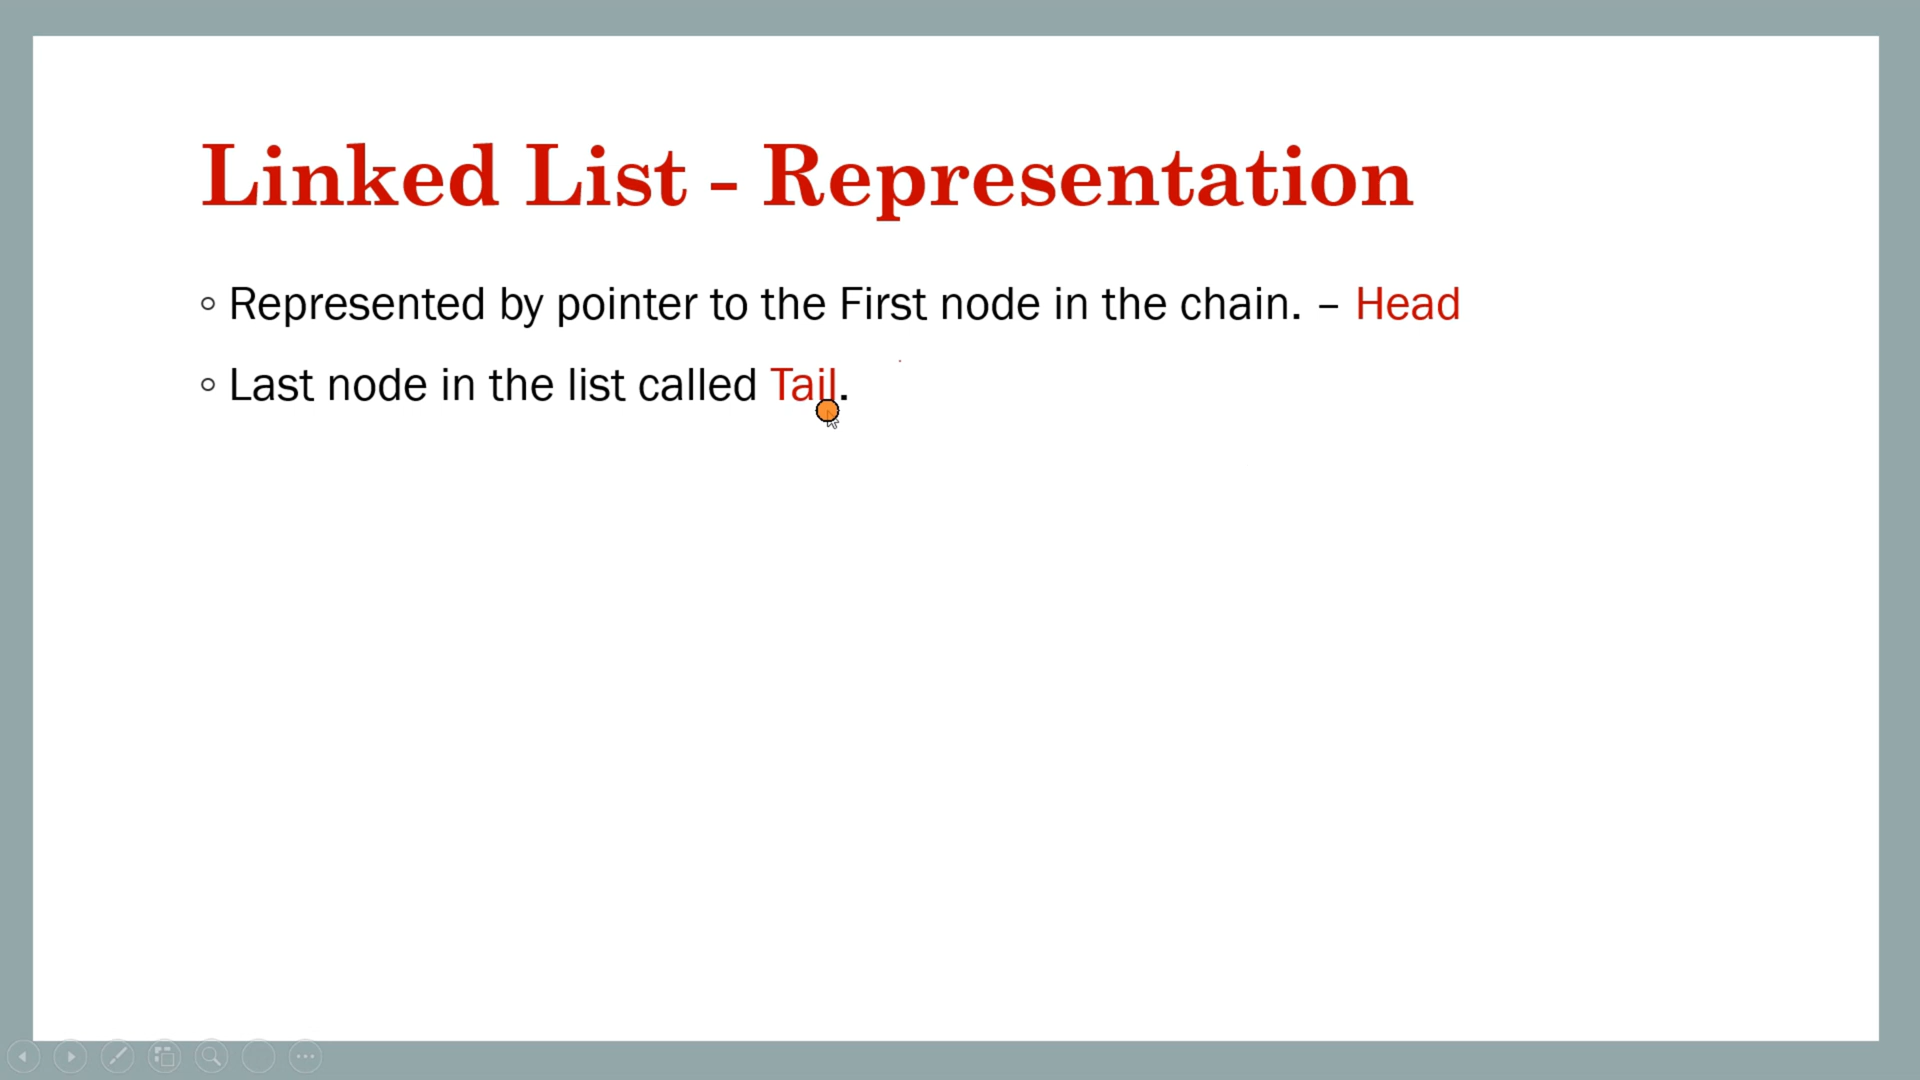 Linked List - Representation
Represented by pointer to the First node in the chain. – Head
Last node in the list called Tail.